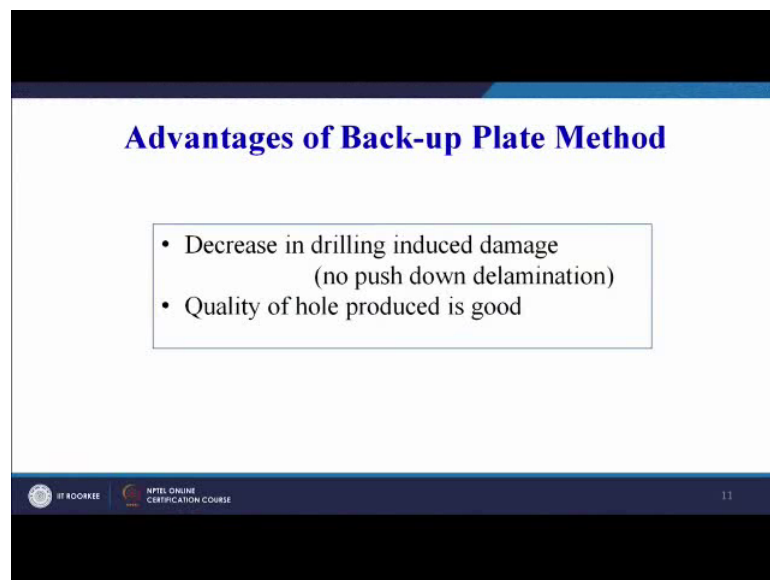 Advantages of Back-up Plate Method
• Decrease in drilling induced damage
(no push down delamination)
• Quality of hole produced is good
IIT ROORKEE
NPTEL ONLINE
CERTIFICATION COURSE
11